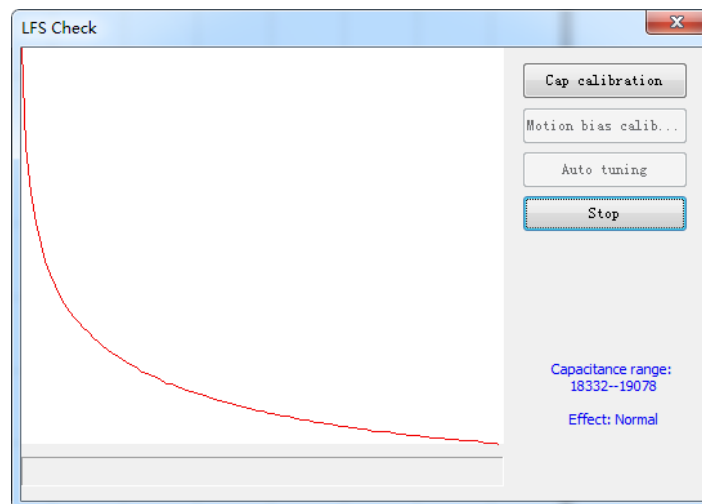 LFS Check
Cap calibration
Motion bias calib...
Auto tuning
Stop
Capacitance range:
18332--19078
Effect: Normal